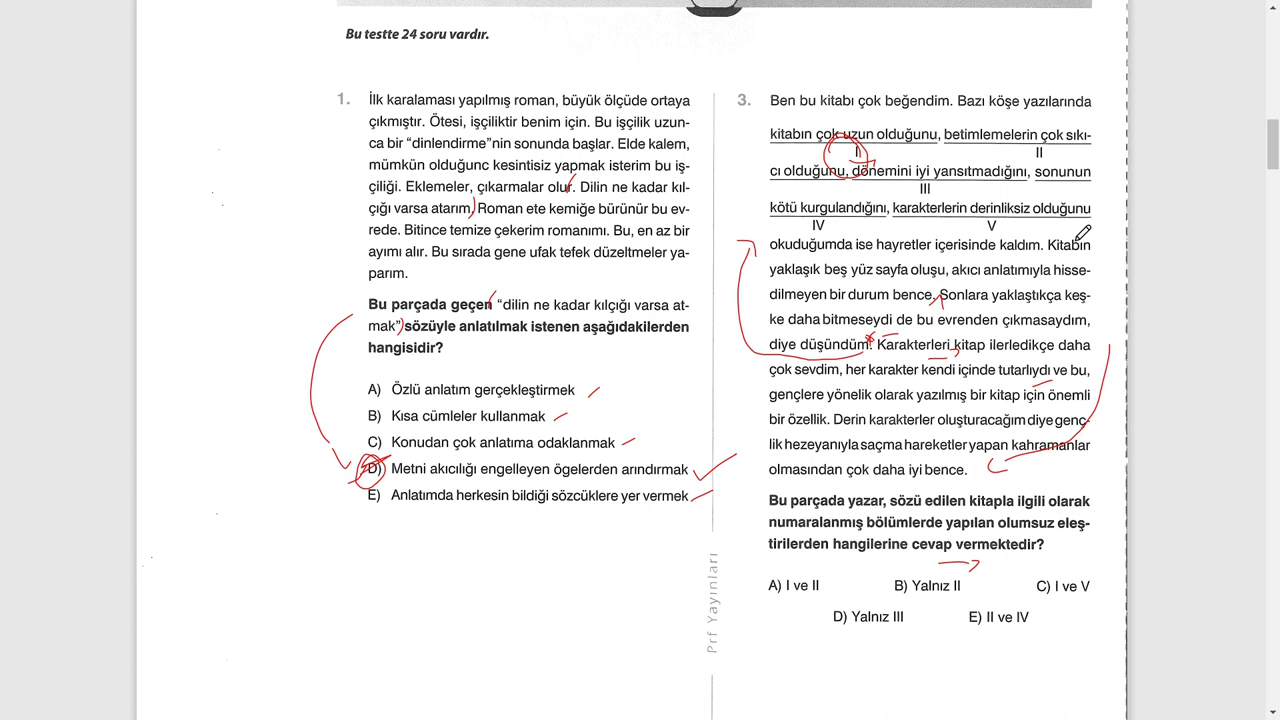 Bu testte 24 soru vardır.
1.
İlk karalaması yapılmış roman, büyük ölçüde ortaya
çıkmıştır. Ötesi, işçiliktir benim için. Bu işçilik uzun-
ca bir “dinlendirme”nin sonunda başlar. Elde kalem,
mümkün olduğunc kesintisiz yapmak isterim bu iş-
çiliği. Eklemeler, çıkarmalar olur. Dilin ne kadar kıl-
çığı varsa atarım. Roman ete kemiğe bürünür bu ev-
rede. Bitince temize çekerim romanımı. Bu, en az bir
ayımı alır. Bu sırada gene ufak tefek düzeltmeler ya-
parım.
Bu parçada geçen “dilin ne kadar kılçığı varsa at-
mak” sözüyle anlatılmak istenen aşağıdakilerden
hangisidir?
A) Özlü anlatım gerçekleştirmek
B) Kısa cümleler kullanmak
C) Konudan çok anlatıma odaklanmak
D) Metni akıcılığı engelleyen ögelerden arındırmak
E) Anlatımda herkesin bildiği sözcüklere yer vermek
Prf Yayınları
3.
Ben bu kitabı çok beğendim. Bazı köşe yazılarında
kitabın çok uzun olduğunu, betimlemelerin çok sıkı-
I II
cı olduğunu, dönemini iyi yansıtmadığını, sonunun
III
kötü kurgulandığını, karakterlerin derinliksiz olduğunu
IV V
okuduğumda ise hayretler içerisinde kaldım. Kitabın
yaklaşık beş yüz sayfa oluşu, akıcı anlatımıyla hisse-
dilmeyen bir durum bence. Sonlara yaklaştıkça keş-
ke daha bitmeseydi de bu evrenden çıkmasaydım,
diye düşündüm. Karakterleri kitap ilerledikçe daha
çok sevdim, her karakter kendi içinde tutarlıydı ve bu,
gençlere yönelik olarak yazılmış bir kitap için önemli
bir özellik. Derin karakterler oluşturacağım diye genç-
lik hezeyanıyla saçma hareketler yapan kahramanlar
olmasından çok daha iyi bence.
Bu parçada yazar, sözü edilen kitapla ilgili olarak
numaralanmış bölümlerde yapılan olumsuz eleş-
tirilerden hangilerine cevap vermektedir?
A) I ve II B) Yalnız II C) I ve V
D) Yalnız III E) II ve IV